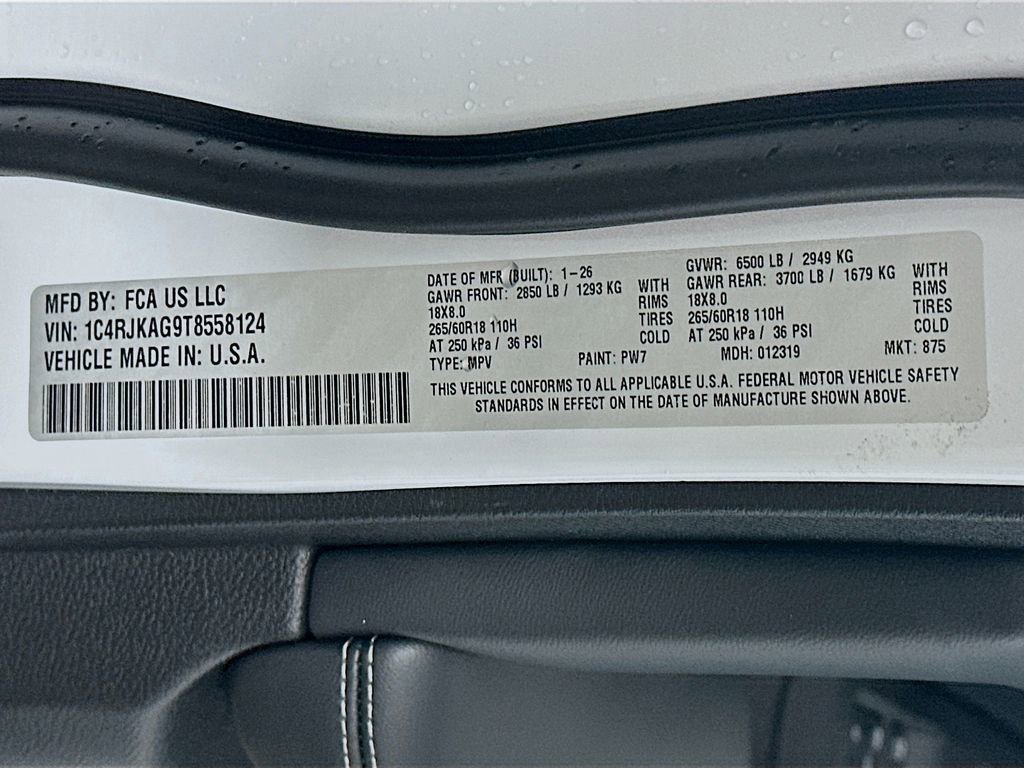 MFD BY: FCA US LLC
VIN: 1C4RJKAG9T8558124
VEHICLE MADE IN: U.S.A.
DATE OF MFR (BUILT): 1-26
GAWR FRONT: 2850 LB / 1293 KG WITH
18X8.0 RIMS
265/60R18 110H TIRES
AT 250 kPa / 36 PSI COLD
GVWR: 6500 LB / 2949 KG
GAWR REAR: 3700 LB / 1679 KG WITH
18X8.0 RIMS
265/60R18 110H TIRES
AT 250 kPa / 36 PSI COLD
TYPE: MPV PAINT: PW7 MDH: 012319 MKT: 875
THIS VEHICLE CONFORMS TO ALL APPLICABLE U.S.A. FEDERAL MOTOR VEHICLE SAFETY
STANDARDS IN EFFECT ON THE DATE OF MANUFACTURE SHOWN ABOVE.